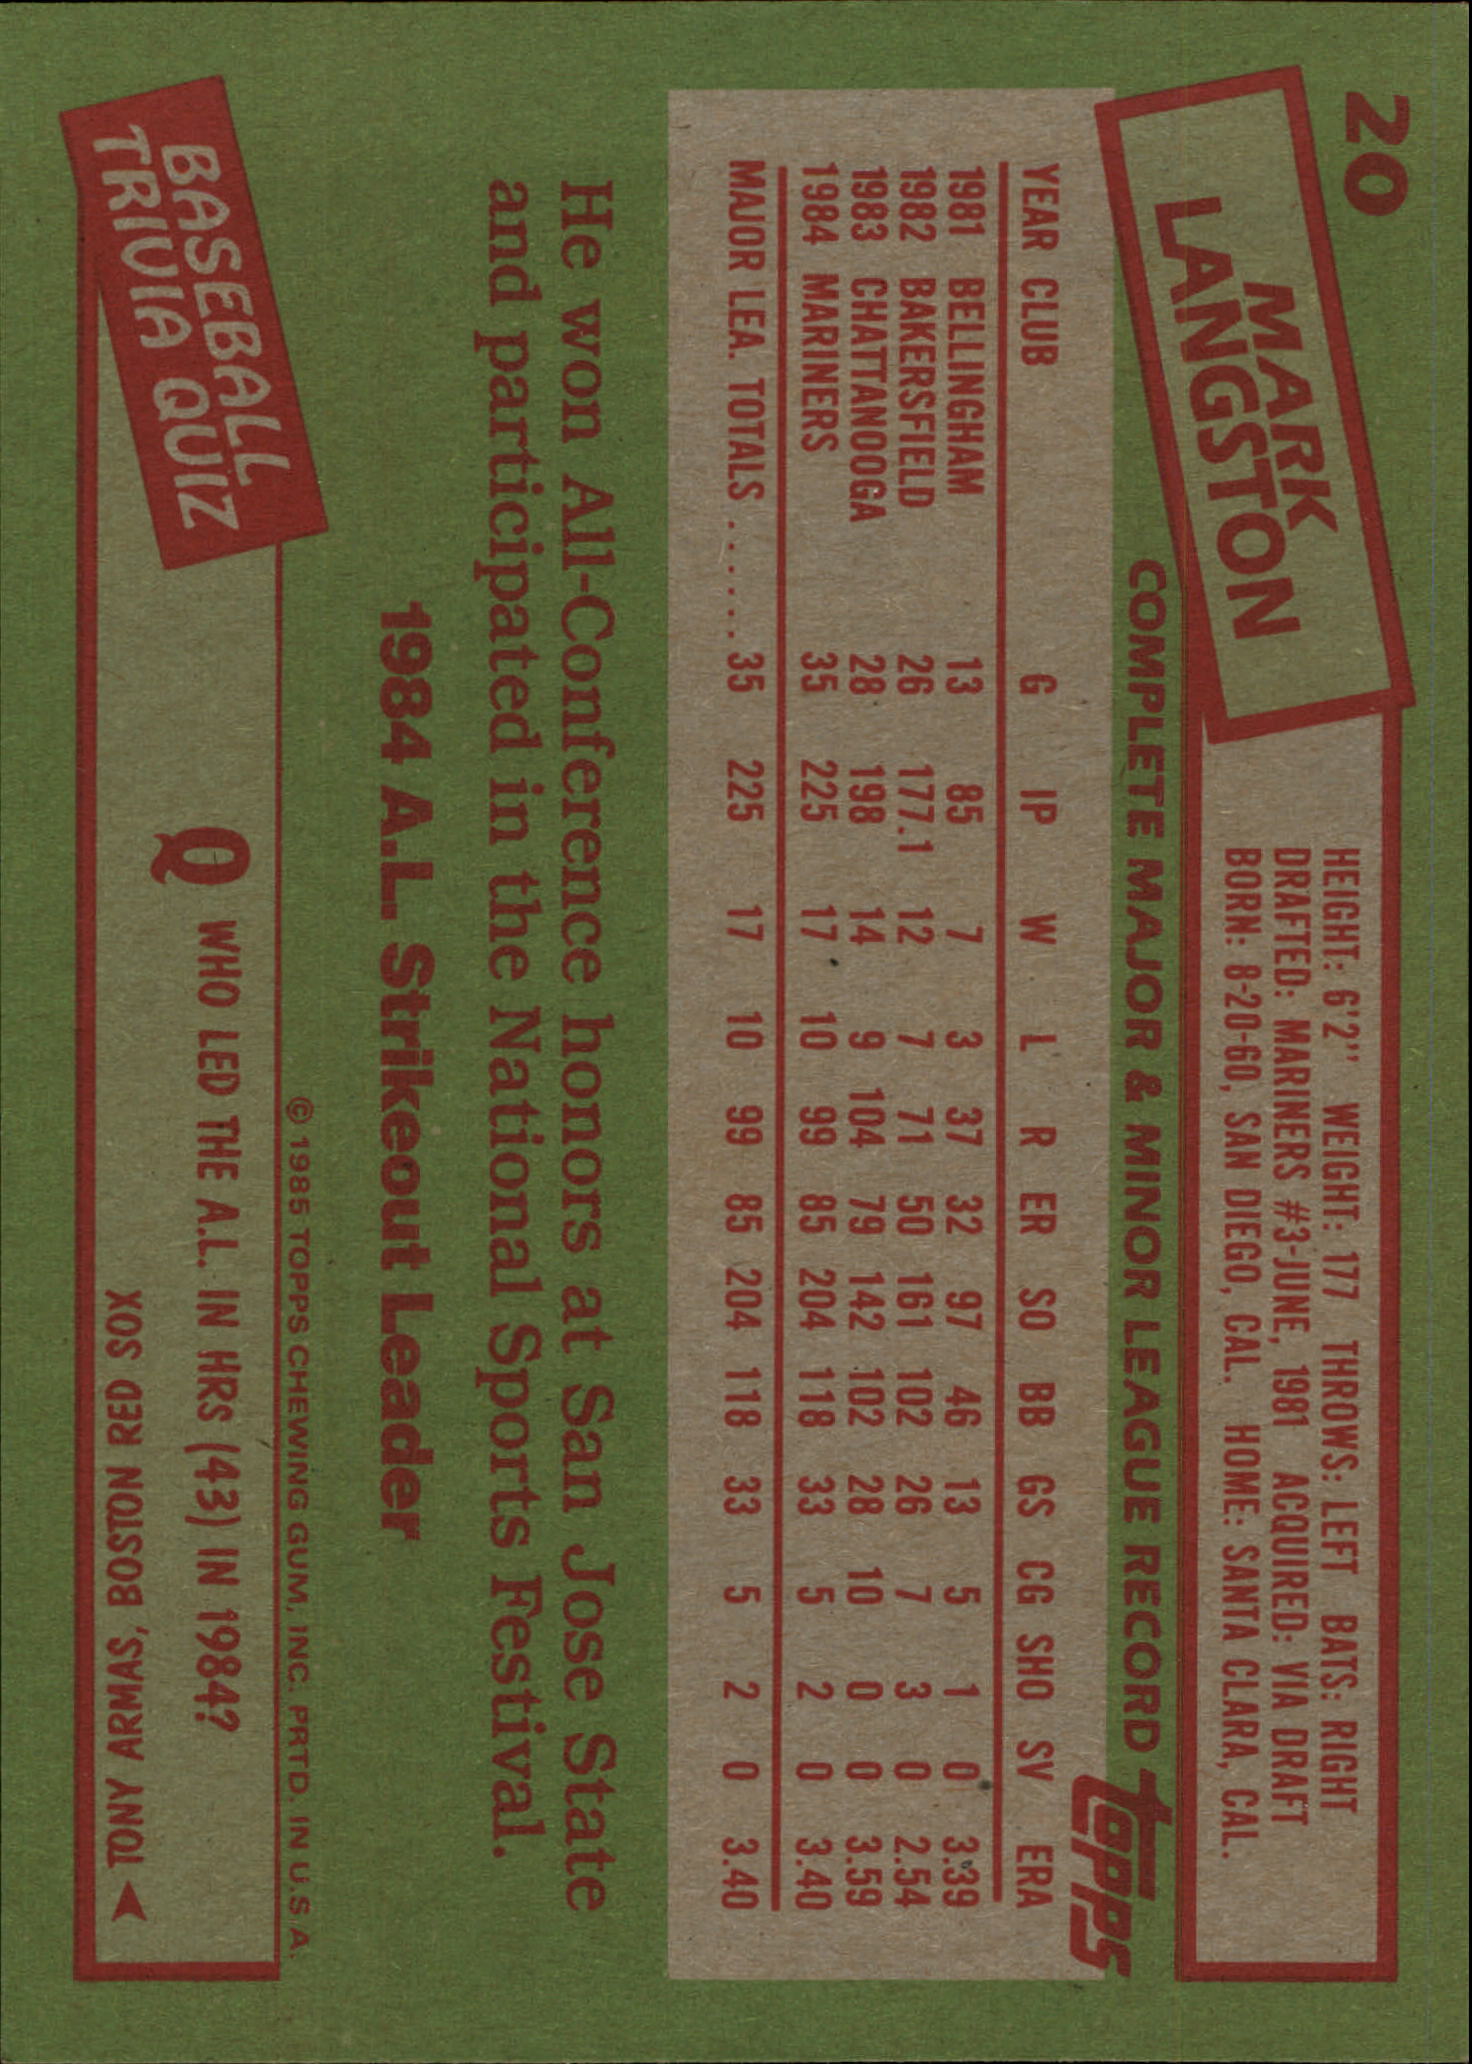 20
MARK
LANGSTON
HEIGHT: 6'2" WEIGHT: 177 THROWS: LEFT BATS: RIGHT
DRAFTED: MARINERS #3-JUNE, 1981 ACQUIRED: VIA DRAFT
BORN: 8-20-60, SAN DIEGO, CAL. HOME: SANTA CLARA, CAL.
COMPLETE MAJOR & MINOR LEAGUE RECORD
topps
YEAR CLUB G IP W L R ER SO BB GS CG SHO SV ERA
1981 BELLINGHAM 13 85 7 3 37 32 97 46 13 5 1 0 3.39
1982 BAKERSFIELD 26 177.1 12 7 71 50 161 102 26 7 3 0 2.54
1983 CHATTANOOGA 28 198 14 9 104 79 142 102 28 10 0 0 3.59
1984 MARINERS 35 225 17 10 99 85 204 118 33 5 2 0 3.40
MAJOR LEA. TOTALS ...... 35 225 17 10 99 85 204 118 33 5 2 0 3.40
He won All-Conference honors at San Jose State
and participated in the National Sports Festival.
1984 A.L. Strikeout Leader
© 1985 TOPPS CHEWING GUM, INC. PRTD. IN U.S.A.
BASEBALL
TRIVIA QUIZ
Q WHO LED THE A.L. IN HRS (43) IN 1984?
TONY ARMAS, BOSTON RED
SOX